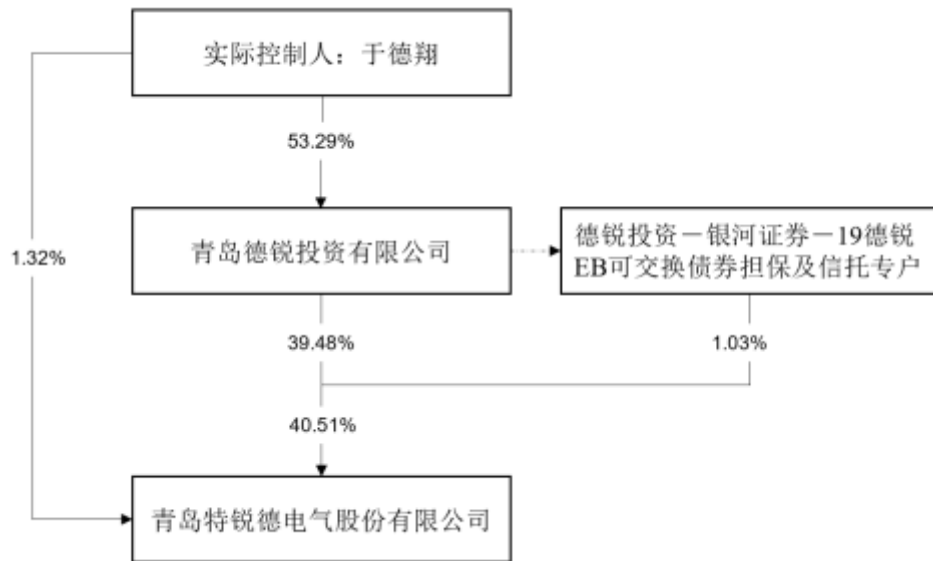 实际控制人：于德翔
53.29%
青岛德锐投资有限公司
德锐投资－银河证券－19德锐
EB可交换债券担保及信托专户
1.32%
39.48%
1.03%
40.51%
青岛特锐德电气股份有限公司